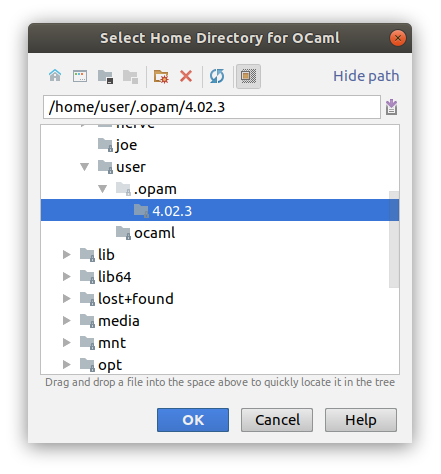 Select Home Directory for OCaml
Hide path
/home/user/.opam/4.02.3
joe
user
.opam
4.02.3
ocaml
lib
lib64
lost+found
media
mnt
opt
Drag and drop a file into the space above to quickly locate it in the tree
OK
Cancel
Help